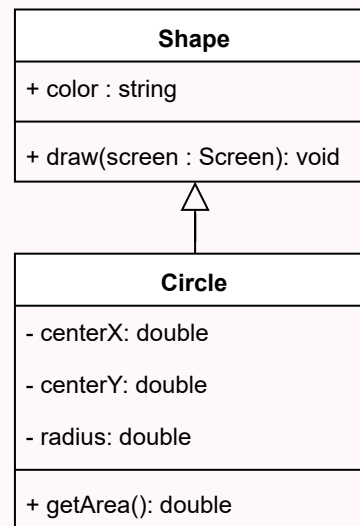 Shape
+ color : string
+ draw(screen : Screen): void
Circle
- centerX: double
- centerY: double
- radius: double
+ getArea(): double